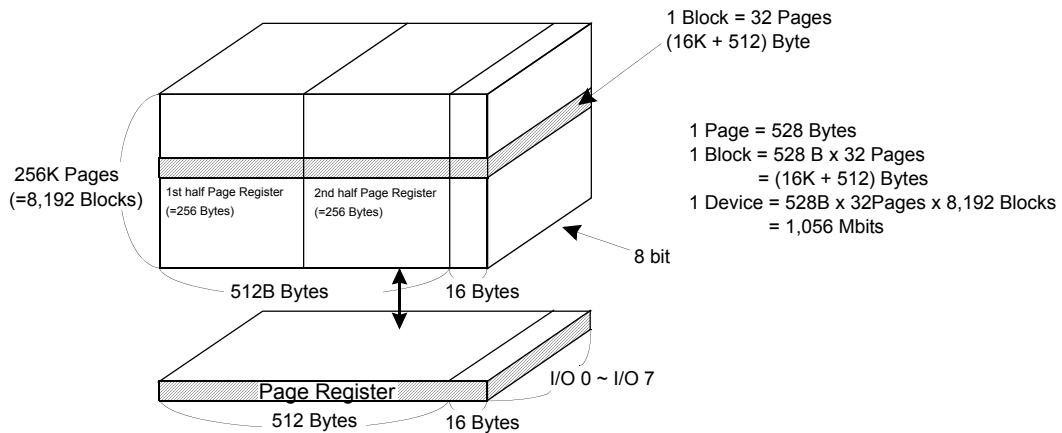 1 Block = 32 Pages
(16K + 512) Byte
256K Pages
(=8,192 Blocks)
1st half Page Register
(=256 Bytes)
2nd half Page Register
(=256 Bytes)
1 Page = 528 Bytes
1 Block = 528 B x 32 Pages
= (16K + 512) Bytes
1 Device = 528B x 32Pages x 8,192 Blocks
= 1,056 Mbits
8 bit
512B Bytes
16 Bytes
I/O 0 ~ I/O 7
Page Register
512 Bytes
16 Bytes